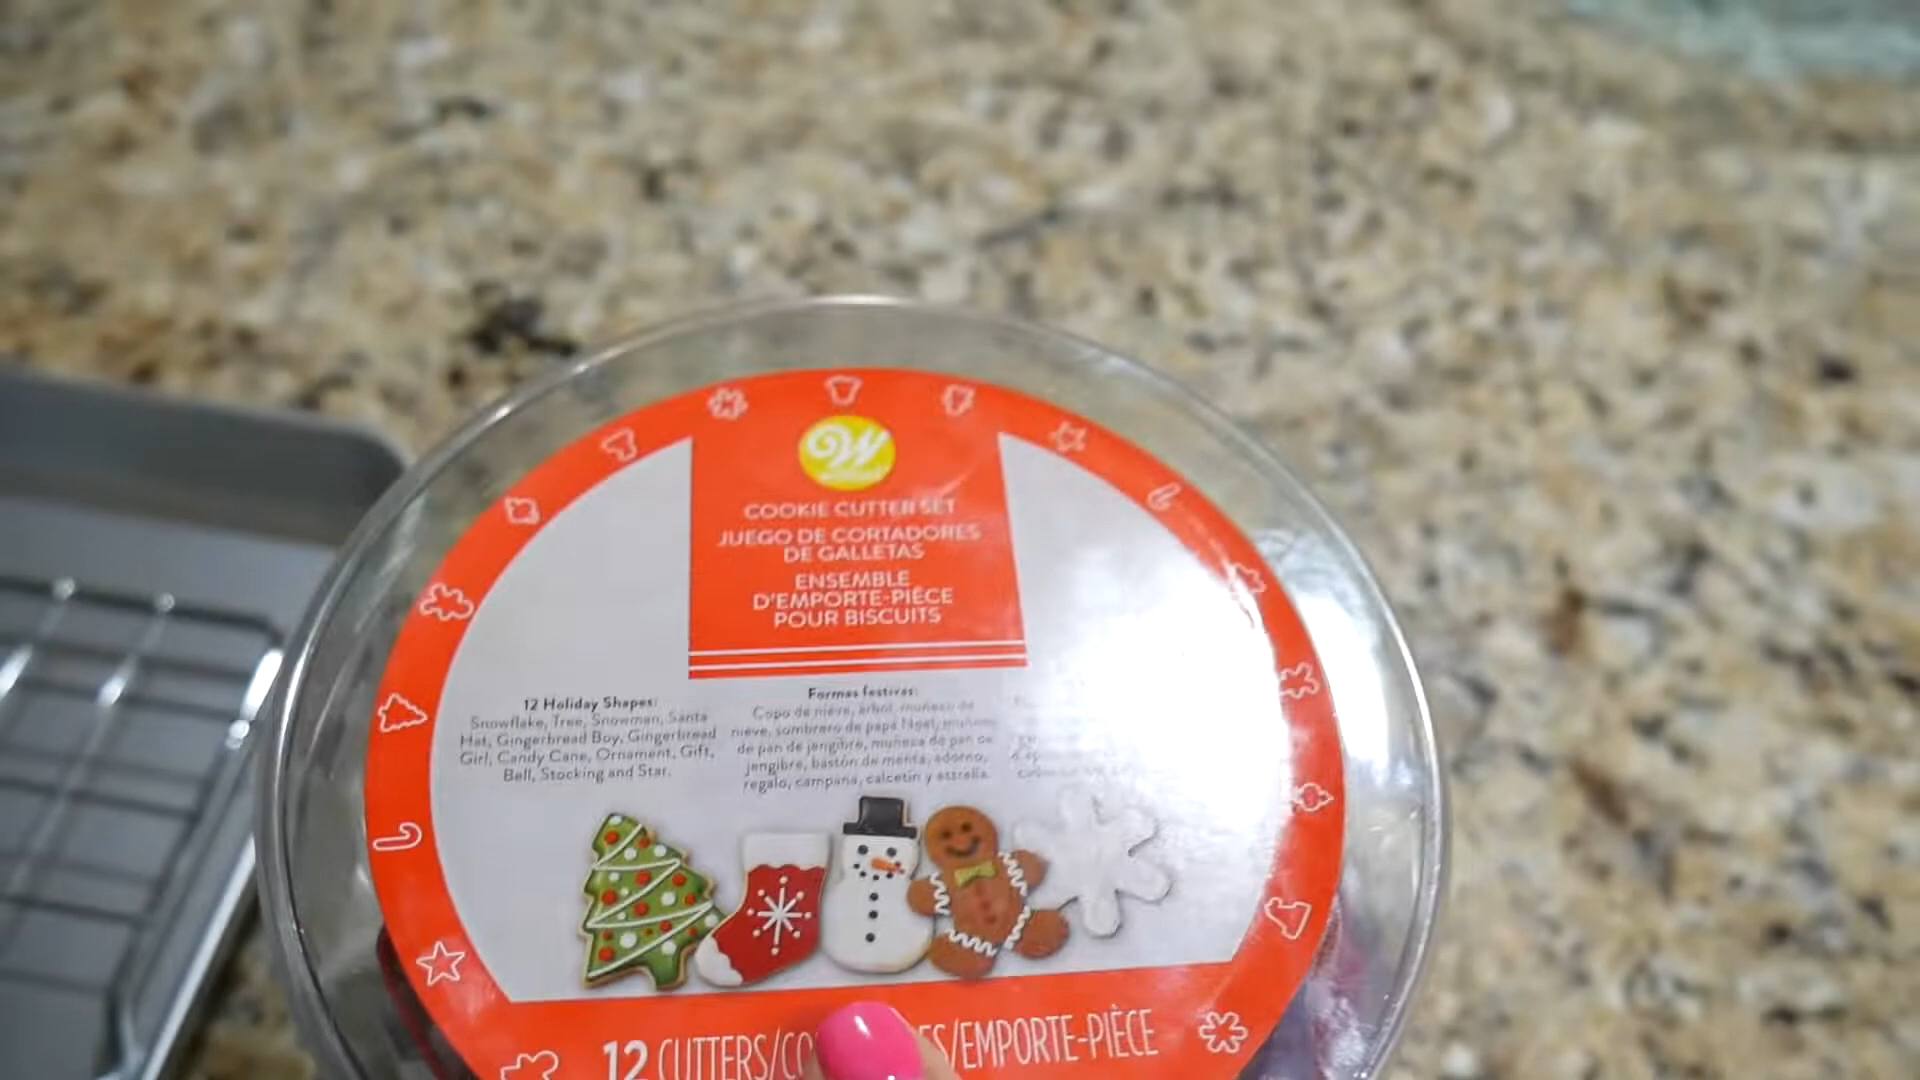 COOKIE CUTTER SET
JUEGO DE CORTADORES
DE GALLETAS
ENSEMBLE
D'EMPORTE-PIÈCE
POUR BISCUITS
12 Holiday Shapes:
Snowflake, Tree, Snowman, Santa
Hat, Gingerbread Boy, Gingerbread
Girl, Candy Cane, Ornament, Gift,
Bell, Stocking and Star.
Formas festivas:
Copo de nieve, árbol, muñeco de
nieve, sombrero de papá Noel, muñeco
de pan de jengibre, muñeca de pan de
jengibre, bastón de menta, adorno,
regalo, campana, calcetín y estrella.
12 CUTTERS/CO ES/EMPORTE-PIÈCE